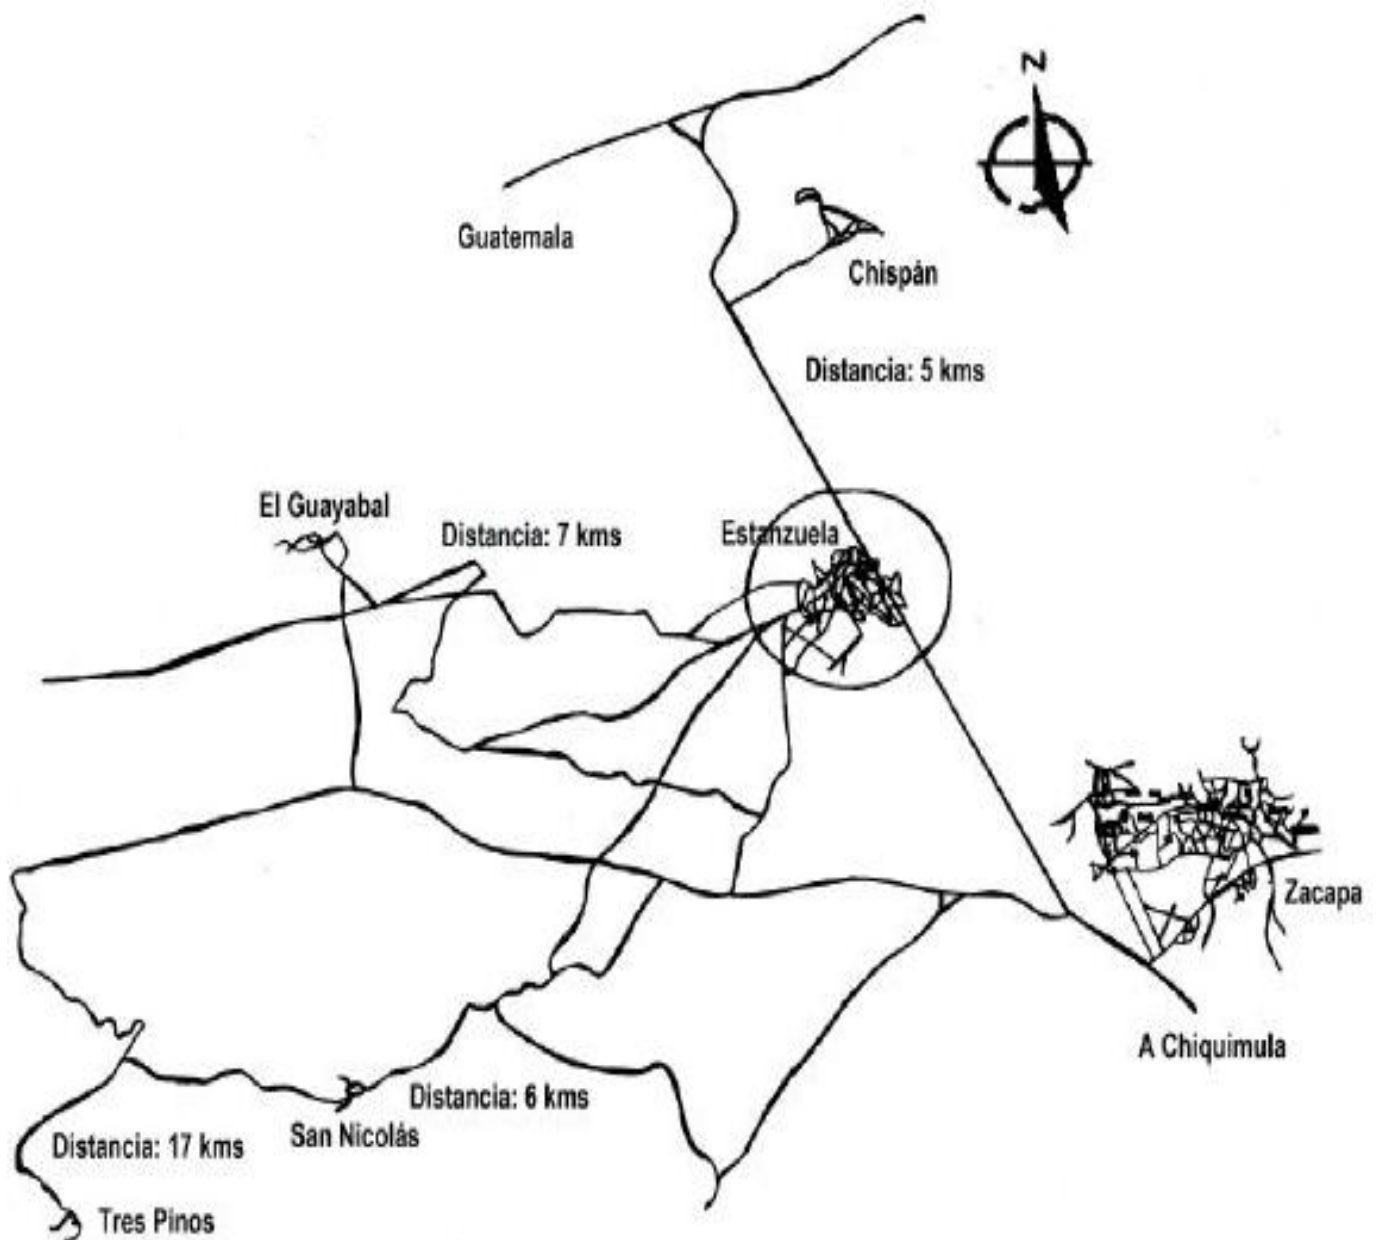 N
Guatemala
Chispán
Distancia: 5 kms
El Guayabal
Distancia: 7 kms
Estanzuela
Zacapa
A Chiquimula
Distancia: 6 kms
San Nicolás
Distancia: 17 kms
Tres Pinos